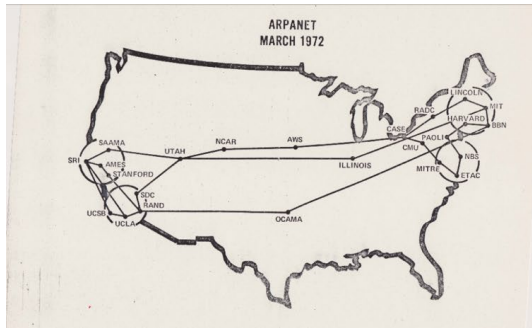 ARPANET
MARCH 1972
LINCOLN
RADC
MIT
CASE
HARVARD
BBN
PAOLI
CMU
NBS
MITRE
ETAC
SAAMA
NCAR
AWS
SRI
AMES
UTAH
ILLINOIS
STANFORD
SDC
RAND
UCSB
UCLA
OCAMA